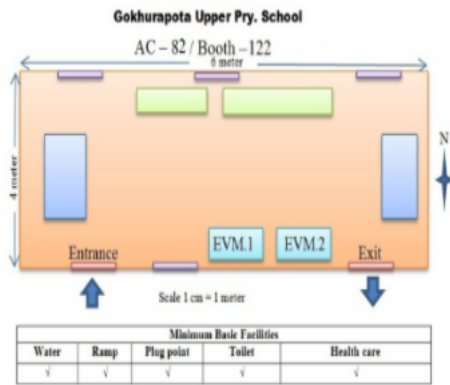 Gokhurapota Upper Pry. School
AC – 82 / Booth –122
6 meter
4 meter
N
EVM.1 EVM.2
Entrance Exit
Scale 1 cm = 1 meter
Minimum Basic Facilities
Water Ramp Plug point Toilet Health care
√ √ √ √ √